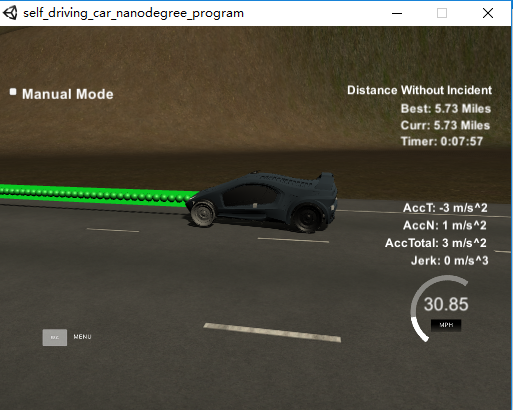 self_driving_car_nanodegree_program
Manual Mode
Distance Without Incident
Best: 5.73 Miles
Curr: 5.73 Miles
Timer: 0:07:57
AccT: -3 m/s^2
AccN: 1 m/s^2
AccTotal: 3 m/s^2
Jerk: 0 m/s^3
30.85
MPH
MENU